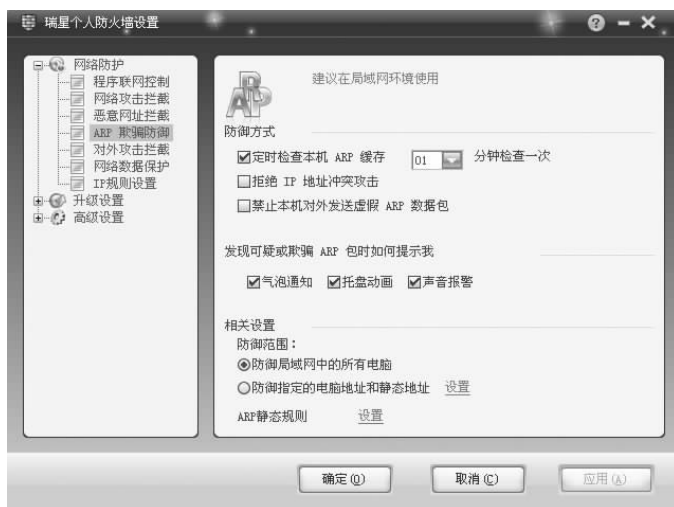 瑞星个人防火墙设置
网络防护
程序联网控制
网络攻击拦截
恶意网址拦截
ARP 欺骗防御
对外攻击拦截
网络数据保护
IP规则设置
升级设置
高级设置
ARP
建议在局域网环境使用
防御方式
定时检查本机 ARP 缓存 01 分钟检查一次
拒绝 IP 地址冲突攻击
禁止本机对外发送虚假 ARP 数据包
发现可疑或欺骗 ARP 包时如何提示我
气泡通知 托盘动画 声音报警
相关设置
防御范围：
防御局域网中的所有电脑
防御指定的电脑地址和静态地址 设置
ARP静态规则 设置
确定(O) 取消(C) 应用(A)